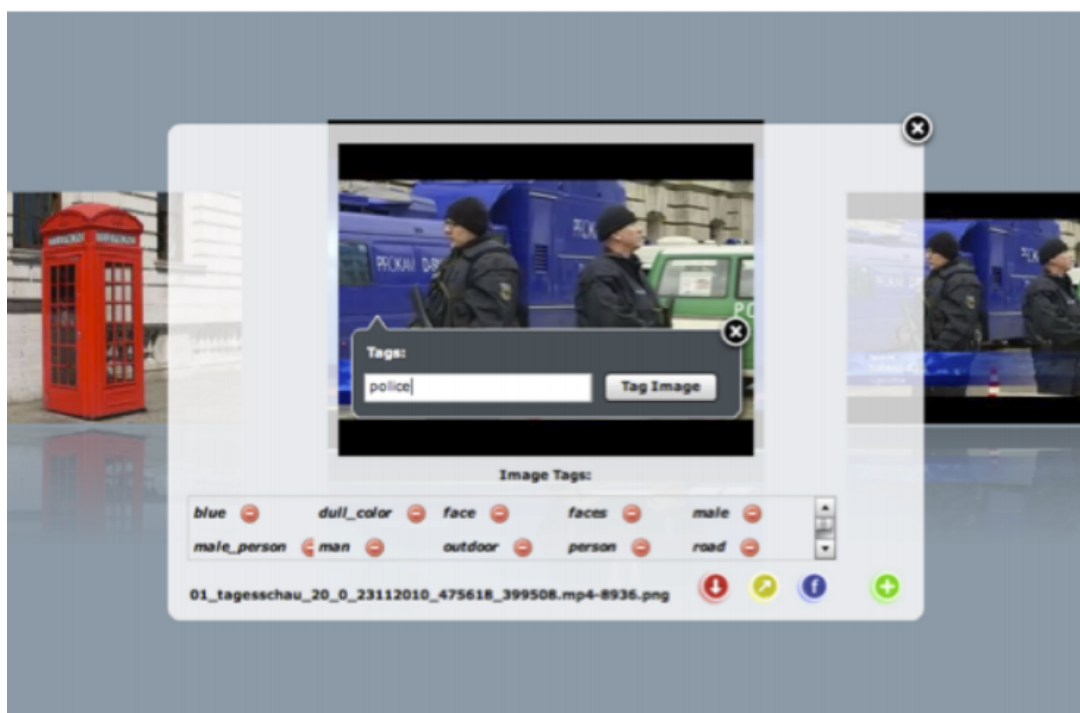 Tags:
police
Tag Image
Image Tags:
blue dull_color face faces male
male_person man outdoor person road
01_tagesschau_20_0_23112010_475618_399508.mp4-8936.png
f